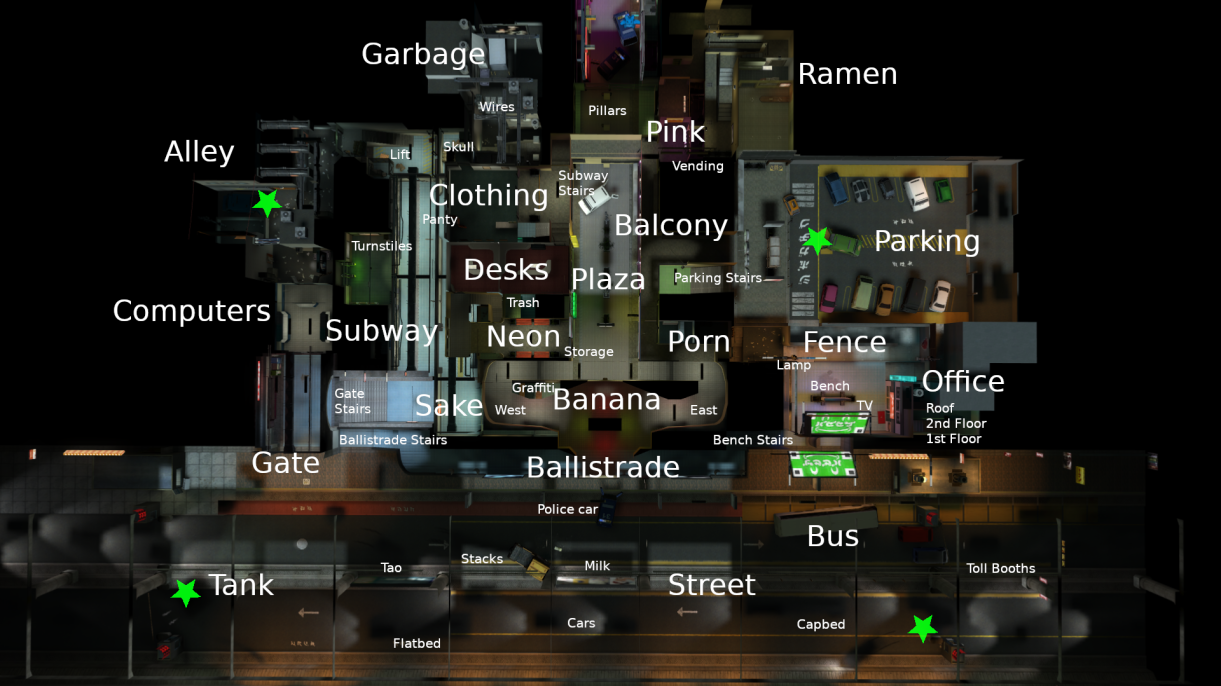 Garbage
Ramen
Wires
Pillars
Pink
Alley
Lift
Skull
Vending
Subway
Stairs
Clothing
Panty
Balcony
Turnstiles
Parking
Desks
Plaza
Parking Stairs
Trash
Computers
Subway
Neon
Storage
Porn
Fence
Lamp
Office
Gate
Stairs
Graffiti
Bench
Sake
West
Banana
East
TV
Roof
2nd Floor
1st Floor
Ballistrade Stairs
Bench Stairs
Gate
Ballistrade
Police car
Bus
Stacks
Tao
Milk
Toll Booths
Tank
Street
Cars
Capbed
Flatbed